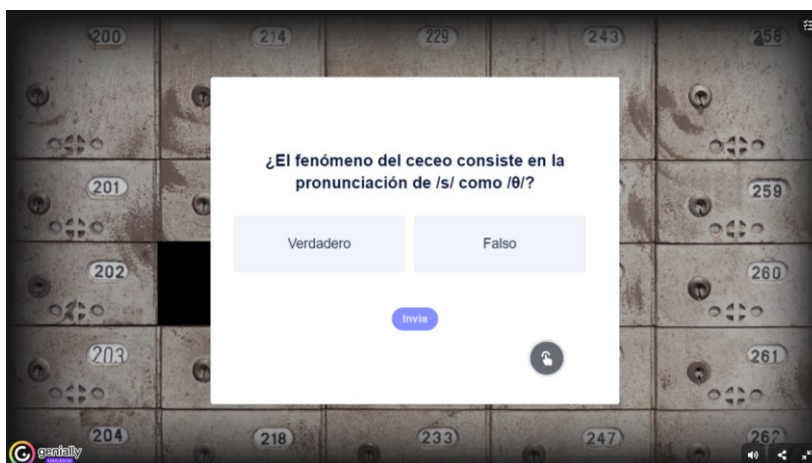 200
214
229
243
258
¿El fenómeno del ceceo consiste en la
pronunciación de /s/ como /θ/?
201
259
Verdadero
Falso
202
260
Invia
203
261
204
218
233
247
262
genially
EDUCATION